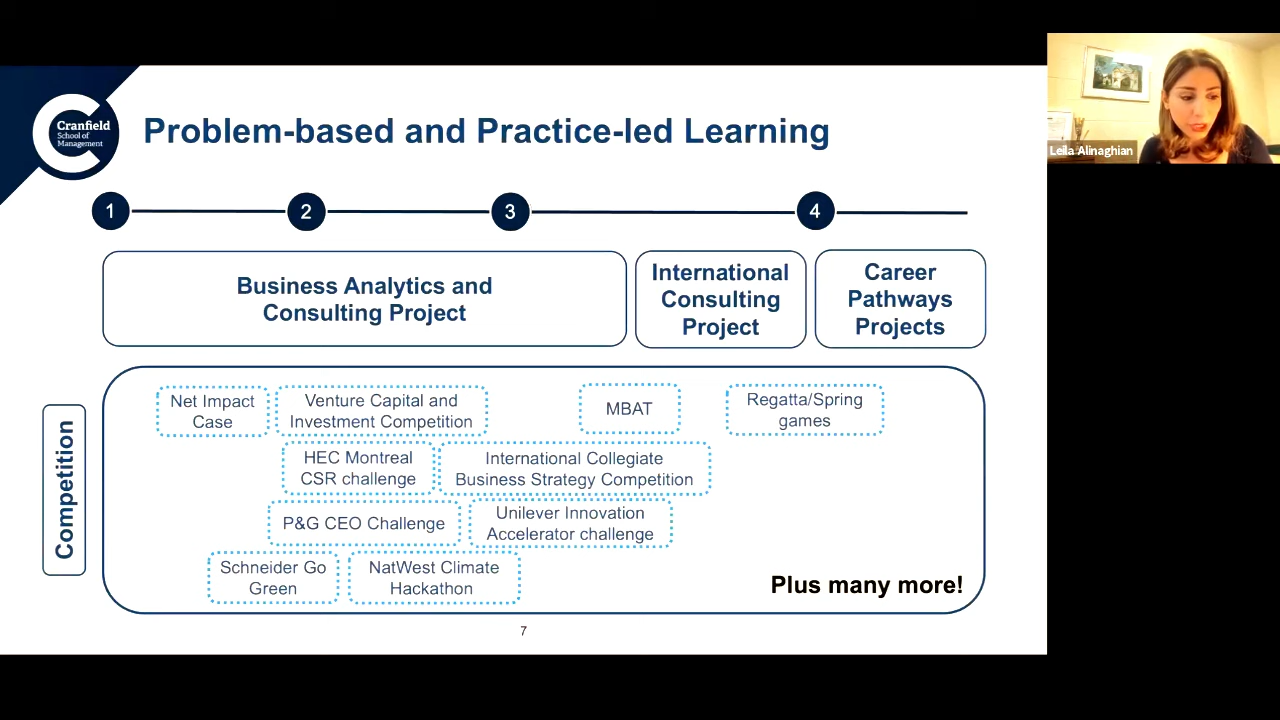 Cranfield
School of
Management
Problem-based and Practice-led Learning
Leila Alinaghian
1 2 3 4
Business Analytics and
Consulting Project
International
Consulting
Project
Career
Pathways
Projects
Competition
Net Impact
Case
Venture Capital and
Investment Competition
MBAT
Regatta/Spring
games
HEC Montreal
CSR challenge
International Collegiate
Business Strategy Competition
P&G CEO Challenge
Unilever Innovation
Accelerator challenge
Schneider Go
Green
NatWest Climate
Hackathon
Plus many more!
7